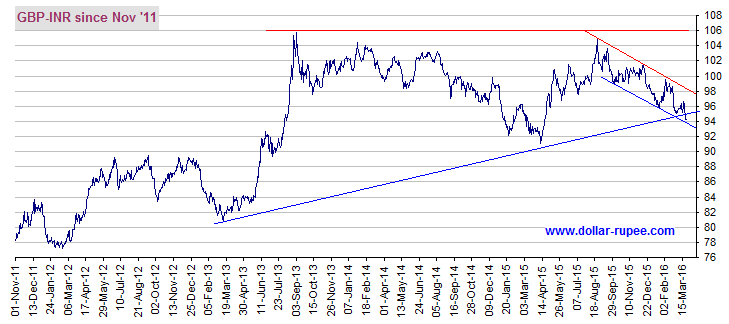 GBP-INR since Nov '11
108
106
104
102
100
98
96
94
92
90
88
86
84
82
80
78
76
www.dollar-rupee.com
01-Nov-11
13-Dec-11
24-Jan-12
06-Mar-12
17-Apr-12
29-May-12
10-Jul-12
21-Aug-12
02-Oct-12
13-Nov-12
25-Dec-12
05-Feb-13
19-Mar-13
30-Apr-13
11-Jun-13
23-Jul-13
03-Sep-13
15-Oct-13
26-Nov-13
07-Jan-14
18-Feb-14
01-Apr-14
13-May-14
24-Jun-14
05-Aug-14
16-Sep-14
28-Oct-14
09-Dec-14
20-Jan-15
03-Mar-15
14-Apr-15
26-May-15
07-Jul-15
18-Aug-15
29-Sep-15
10-Nov-15
22-Dec-15
02-Feb-16
15-Mar-16